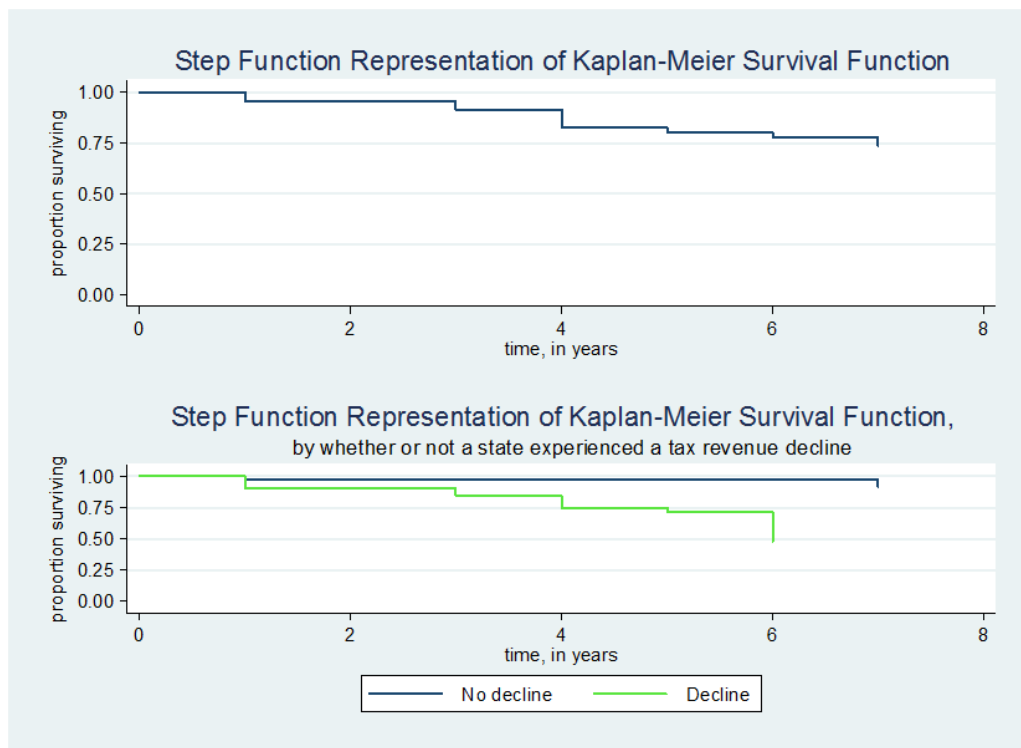 Step Function Representation of Kaplan-Meier Survival Function
proportion surviving
1.00
0.75
0.50
0.25
0.00
0 2 4 6 8
time, in years
Step Function Representation of Kaplan-Meier Survival Function,
by whether or not a state experienced a tax revenue decline
proportion surviving
1.00
0.75
0.50
0.25
0.00
0 2 4 6 8
time, in years
No decline Decline